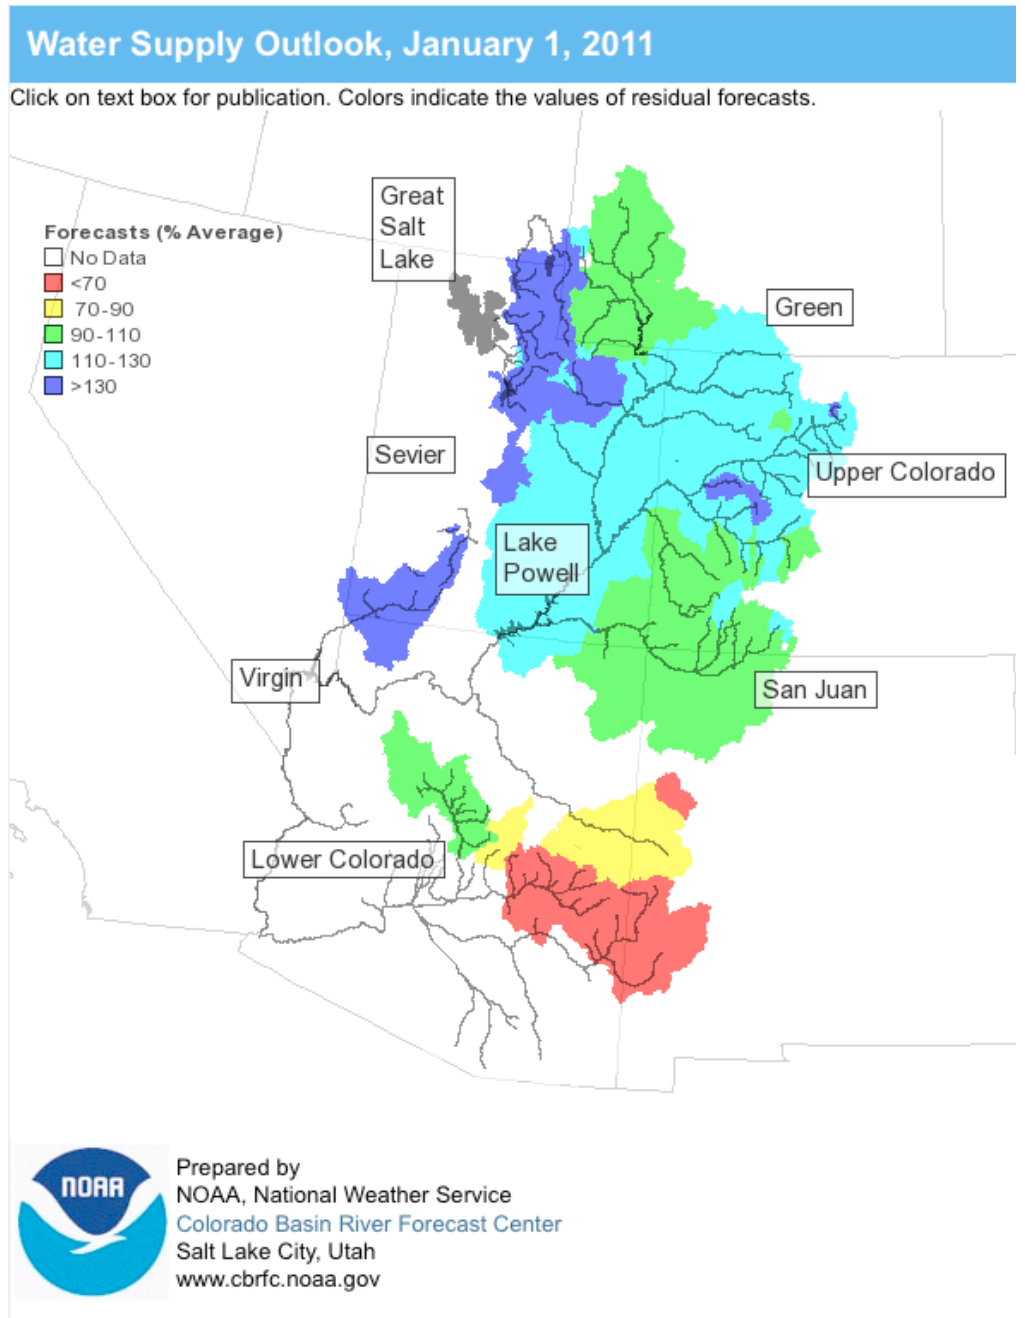 Water Supply Outlook, January 1, 2011
Click on text box for publication. Colors indicate the values of residual forecasts.
Great
Salt
Lake
Forecasts (% Average)
No Data
<70
70-90
90-110
110-130
>130
Green
Sevier
Upper Colorado
Lake
Powell
Virgin
San Juan
Lower Colorado
NOAA
Prepared by
NOAA, National Weather Service
Colorado Basin River Forecast Center
Salt Lake City, Utah
www.cbrfc.noaa.gov